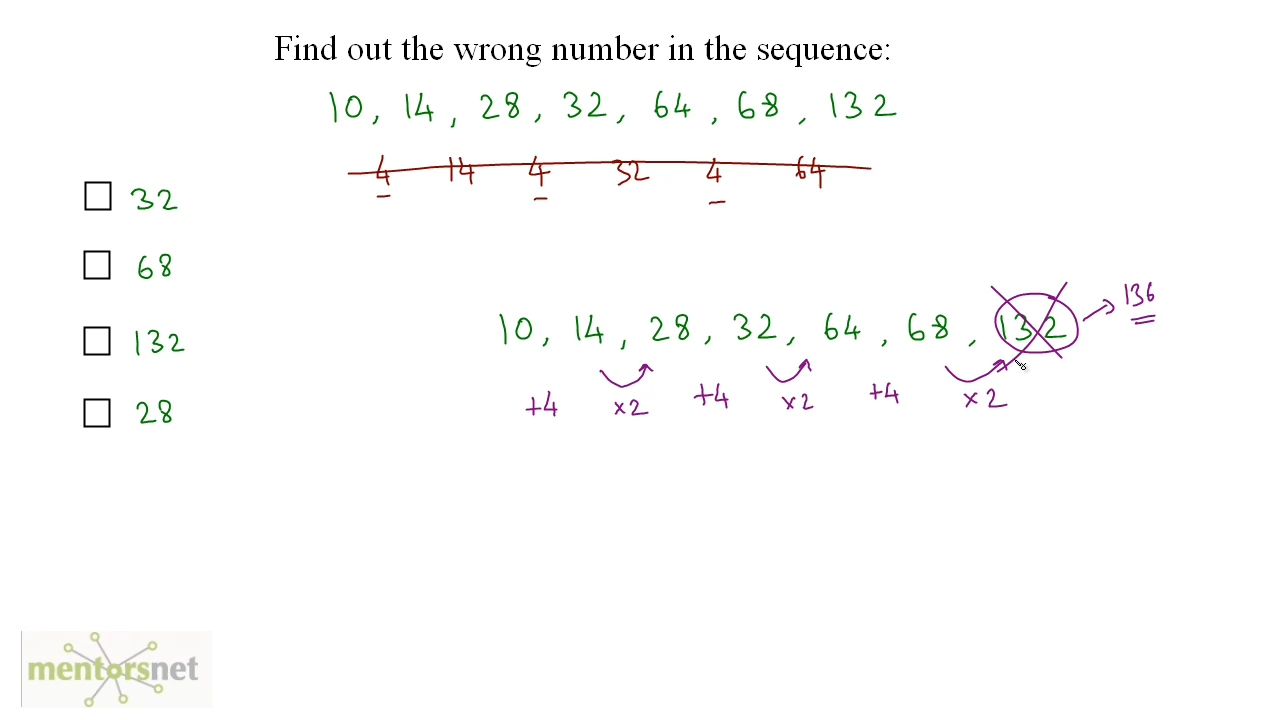 Find out the wrong number in the sequence:
10, 14, 28, 32, 64, 68, 132
4 14 4 32 4 64
32
68
132
28
136
10, 14, 28, 32, 64, 68, 132
+4 ×2 +4 ×2 +4 ×2
mentorsnet